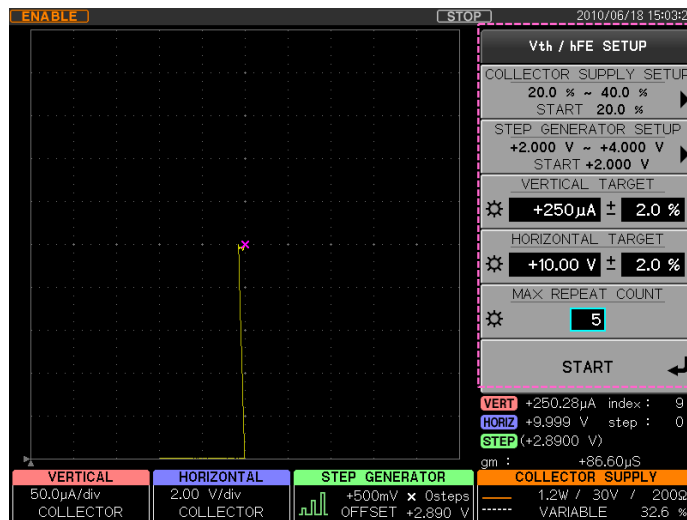 ENABLE STOP 2010/06/18 15:03:2
Vth / hFE SETUP
COLLECTOR SUPPLY SETUP
20.0 % ~ 40.0 %
START 20.0 %
STEP GENERATOR SETUP
+2.000 V ~ +4.000 V
START +2.000 V
VERTICAL TARGET
+250µA ± 2.0 %
HORIZONTAL TARGET
+10.00 V ± 2.0 %
MAX REPEAT COUNT
5
START
VERT +250.28µA index : 9
HORIZ +9.999 V step : 0
STEP (+2.8900 V)
gm : +86.60µS
VERTICAL HORIZONTAL STEP GENERATOR COLLECTOR SUPPLY
50.0µA/div 2.00 V/div +500mV × 0steps 1.2W / 30V / 200Ω
COLLECTOR COLLECTOR OFFSET +2.890 V VARIABLE 32.6 %